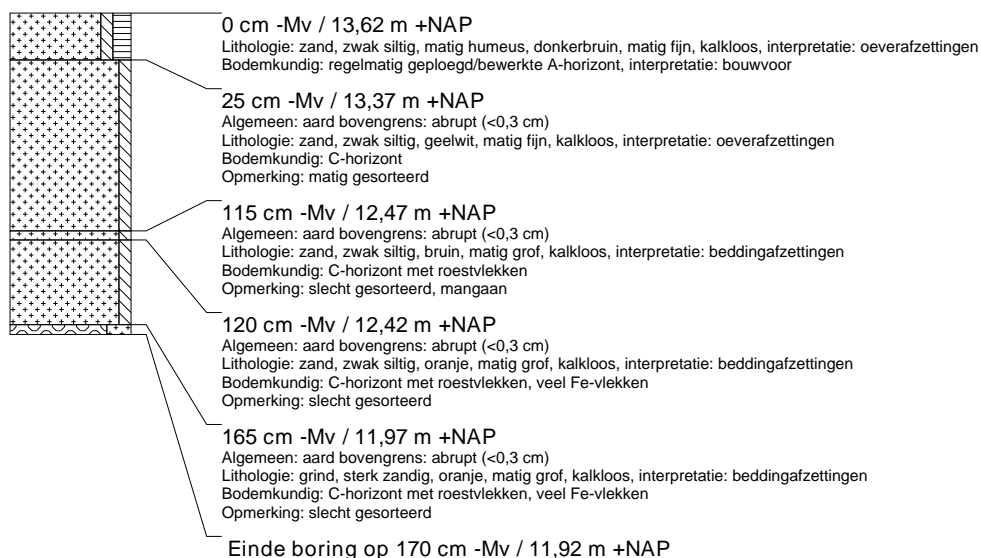 0 cm -Mv / 13,62 m +NAP
Lithologie: zand, zwak siltig, matig humeus, donkerbruin, matig fijn, kalkloos, interpretatie: oeverafzettingen
Bodemkundig: regelmatig geploegd/bewerkte A-horizont, interpretatie: bouwvoor
25 cm -Mv / 13,37 m +NAP
Algemeen: aard bovengrens: abrupt (<0,3 cm)
Lithologie: zand, zwak siltig, geelwit, matig fijn, kalkloos, interpretatie: oeverafzettingen
Bodemkundig: C-horizont
Opmerking: matig gesorteerd
115 cm -Mv / 12,47 m +NAP
Algemeen: aard bovengrens: abrupt (<0,3 cm)
Lithologie: zand, zwak siltig, bruin, matig grof, kalkloos, interpretatie: beddingafzettingen
Bodemkundig: C-horizont met roestvlekken
Opmerking: slecht gesorteerd, mangaan
120 cm -Mv / 12,42 m +NAP
Algemeen: aard bovengrens: abrupt (<0,3 cm)
Lithologie: zand, zwak siltig, oranje, matig grof, kalkloos, interpretatie: beddingafzettingen
Bodemkundig: C-horizont met roestvlekken, veel Fe-vlekken
Opmerking: slecht gesorteerd
165 cm -Mv / 11,97 m +NAP
Algemeen: aard bovengrens: abrupt (<0,3 cm)
Lithologie: grind, sterk zandig, oranje, matig grof, kalkloos, interpretatie: beddingafzettingen
Bodemkundig: C-horizont met roestvlekken, veel Fe-vlekken
Opmerking: slecht gesorteerd
Einde boring op 170 cm -Mv / 11,92 m +NAP